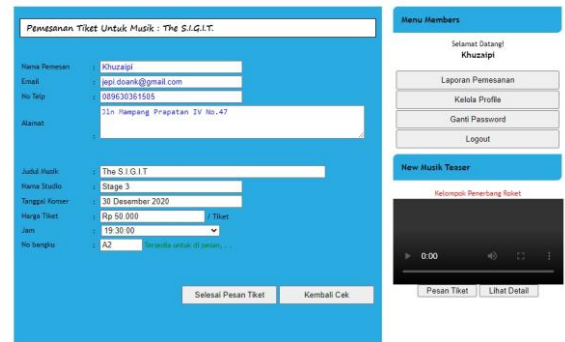 Pemesanan Tiket Untuk Musik : The S.I.G.I.T.
Nama Pemesan : Khuzaipi
Email : jepi.doank@gmail.com
No Telp : 089630361505
Alamat : Jln Mampang Prapatan IV No.47
Judul Musik : The S.I.G.I.T
Nama Studio : Stage 3
Tanggal Konser : 30 Desember 2020
Harga Tiket : Rp 50.000 / Tiket
Jam : 19:30:00
No bangku : A2 Tersedia untuk di pesan, . .
Selesai Pesan Tiket Kembali Cek
Menu Members
Selamat Datang!
Khuzaipi
Laporan Pemesanan
Kelola Profile
Ganti Password
Logout
New Musik Teaser
Kelompok Penerbang Roket
0:00
Pesan Tiket Lihat Detail